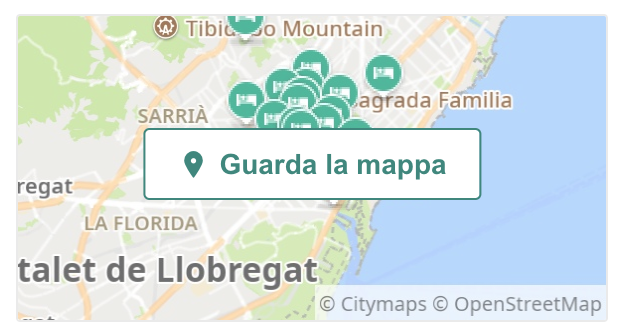 Tibidabo Mountain
Sagrada Familia
SARRIÀ
Guarda la mappa
regat
LA FLORIDA
talet de Llobregat
© Citymaps © OpenStreetMap